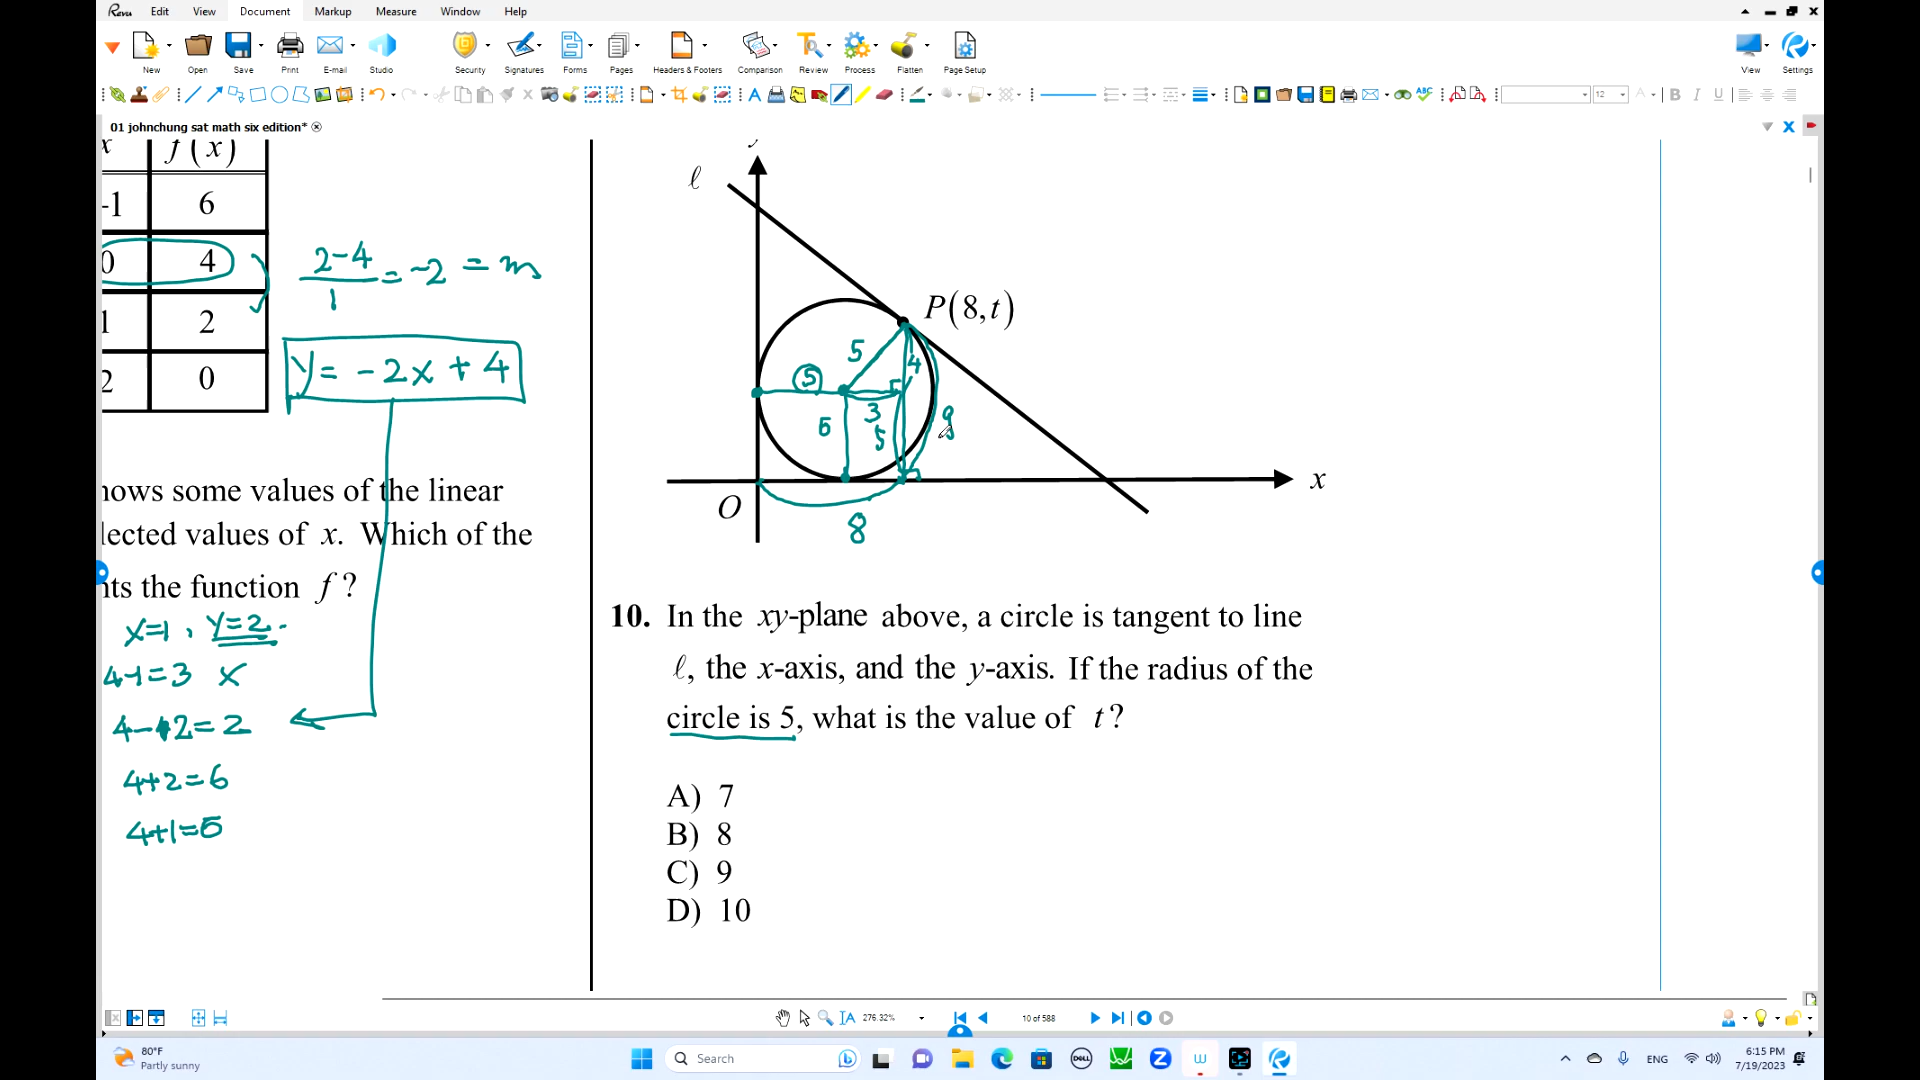 Revu Edit View Document Markup Measure Window Help
New Open Save Print E-mail Studio Security Signatures Forms Pages Headers & Footers Comparison Review Process Flatten Page Setup View Settings
12
01 johnchung sat math six edition*
x f(x)
-1 6
0 4
1 2
2 0
2-4/1 = -2 = m
y = -2x + 4
hows some values of the linear
lected values of x. Which of the
nts the function f?
x=1, y=2
4-1=3 x
4-2=2
4+2=6
4+1=5
y
ℓ
P(8,t)
5 4
5
3
5 5 9
O
x
8
10. In the xy-plane above, a circle is tangent to line
ℓ, the x-axis, and the y-axis. If the radius of the
circle is 5, what is the value of t?
A) 7
B) 8
C) 9
D) 10
276.32% 10 of 588
80°F
Partly sunny
Search
ENG
6:15 PM
7/19/2023